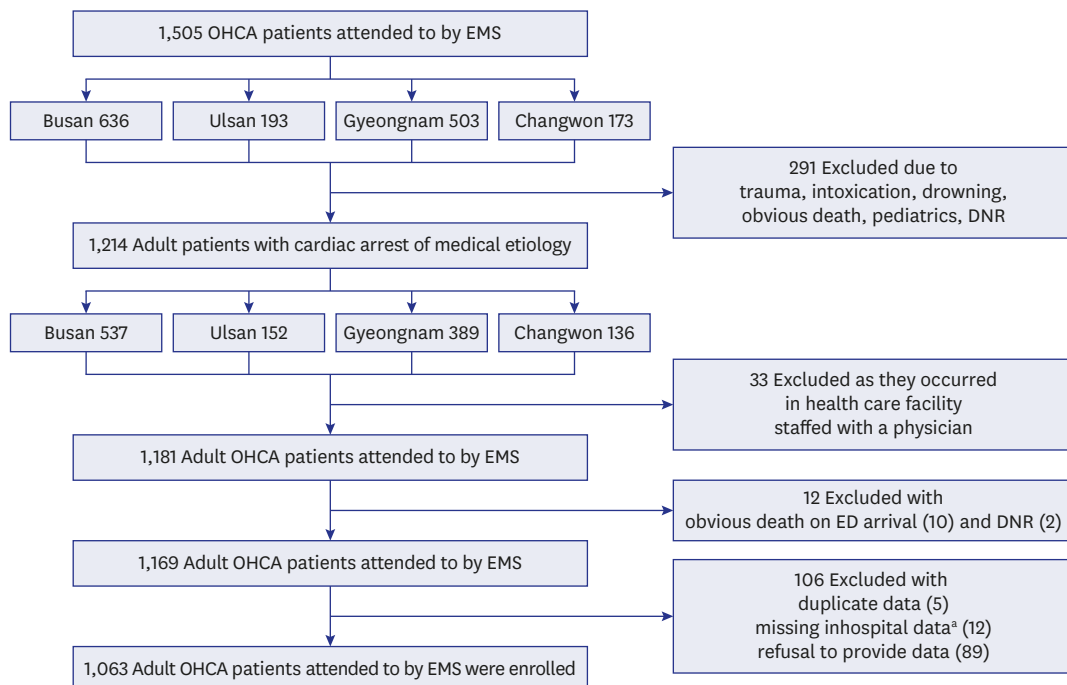 1,505 OHCA patients attended to by EMS
Busan 636
Ulsan 193
Gyeongnam 503
Changwon 173
291 Excluded due to
trauma, intoxication, drowning,
obvious death, pediatrics, DNR
1,214 Adult patients with cardiac arrest of medical etiology
Busan 537
Ulsan 152
Gyeongnam 389
Changwon 136
33 Excluded as they occurred
in health care facility
staffed with a physician
1,181 Adult OHCA patients attended to by EMS
12 Excluded with
obvious death on ED arrival (10) and DNR (2)
1,169 Adult OHCA patients attended to by EMS
106 Excluded with
duplicate data (5)
missing inhospital dataᵃ (12)
refusal to provide data (89)
1,063 Adult OHCA patients attended to by EMS were enrolled